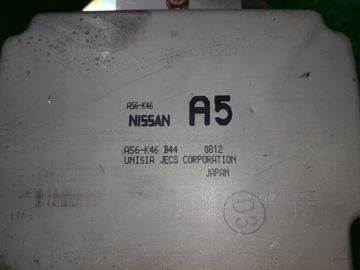 A56-K46
NISSAN A5
A56-K46 B44 0812
UNISIA JECS CORPORATION
JAPAN
D3